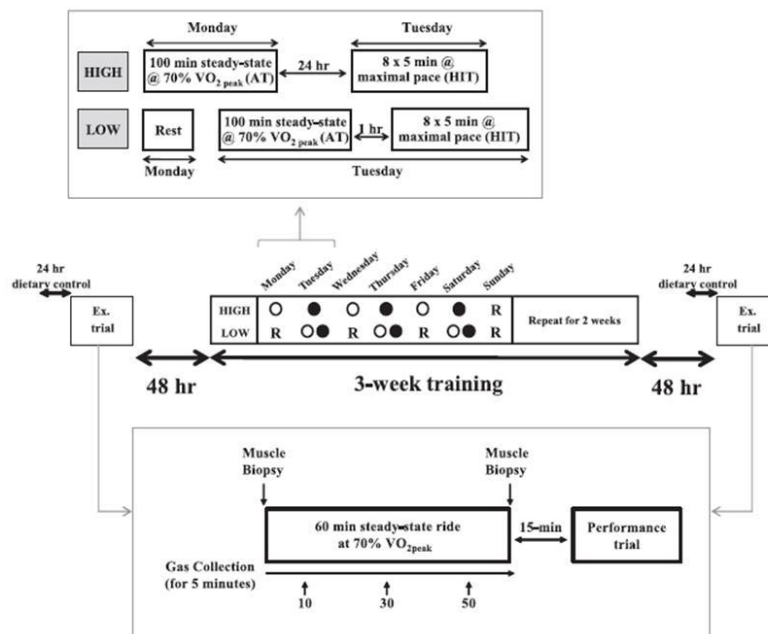 Monday
Tuesday
HIGH
100 min steady-state
@ 70% VO2 peak (AT)
24 hr
8 x 5 min @
maximal pace (HIT)
LOW
Rest
100 min steady-state
@ 70% VO2 peak (AT)
1 hr
8 x 5 min @
maximal pace (HIT)
Monday
Tuesday
24 hr
dietary control
Ex.
trial
Monday
Tuesday
Wednesday
Thursday
Friday
Saturday
Sunday
HIGH
R
LOW
R
R
R
R
Repeat for 2 weeks
24 hr
dietary control
Ex.
trial
48 hr
3-week training
48 hr
Muscle
Biopsy
Muscle
Biopsy
60 min steady-state ride
at 70% VO2peak
15-min
Performance
trial
Gas Collection
(for 5 minutes)
10
30
50